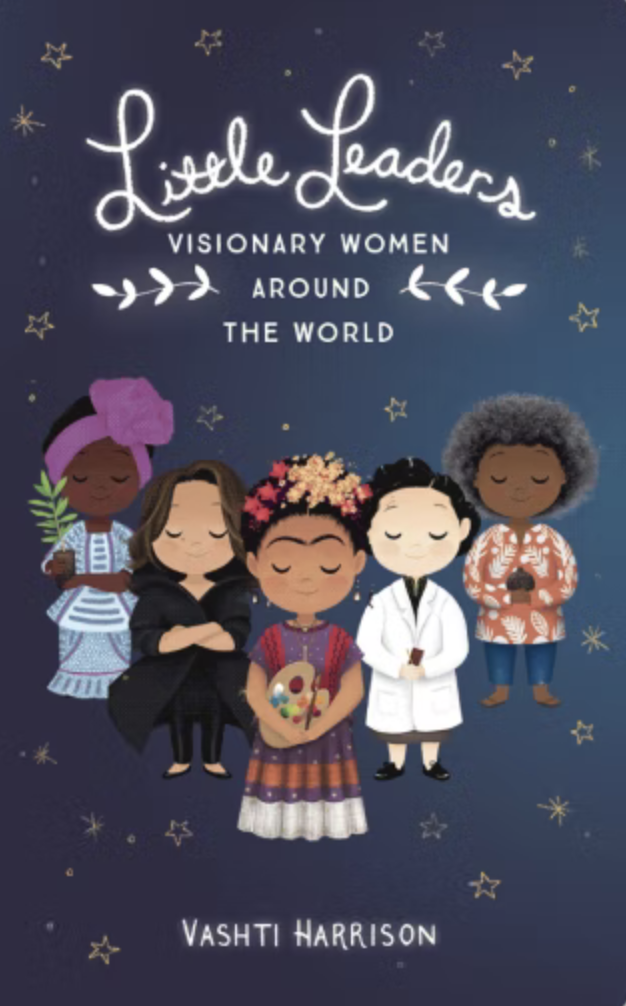 Little Leaders
VISIONARY WOMEN
AROUND
THE WORLD
VASHTI HARRISON